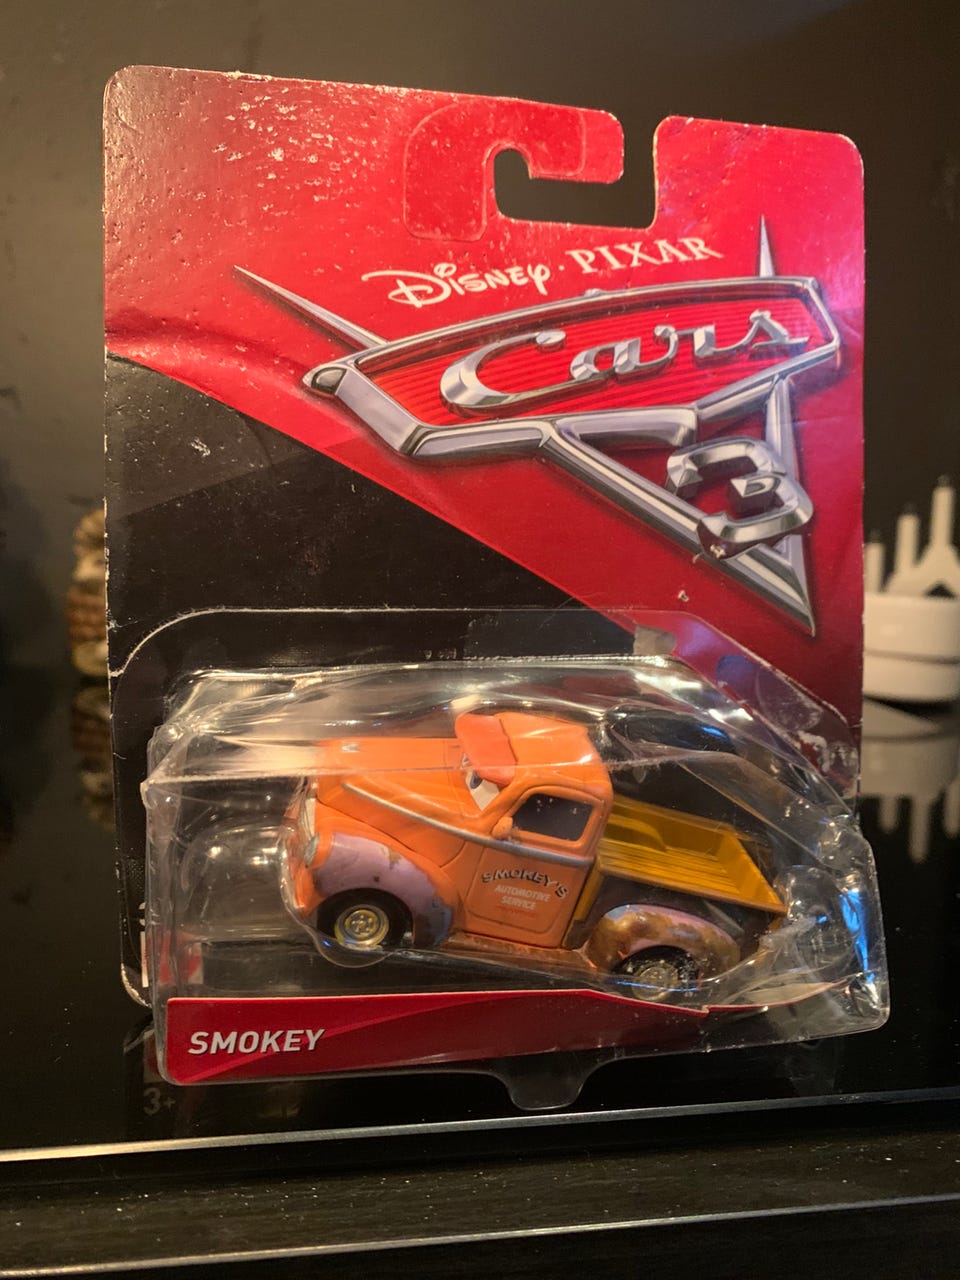 DISNEY · PIXAR
Cars
3
SMOKEY'S
AUTOMOTIVE
SERVICE
SMOKEY
3+